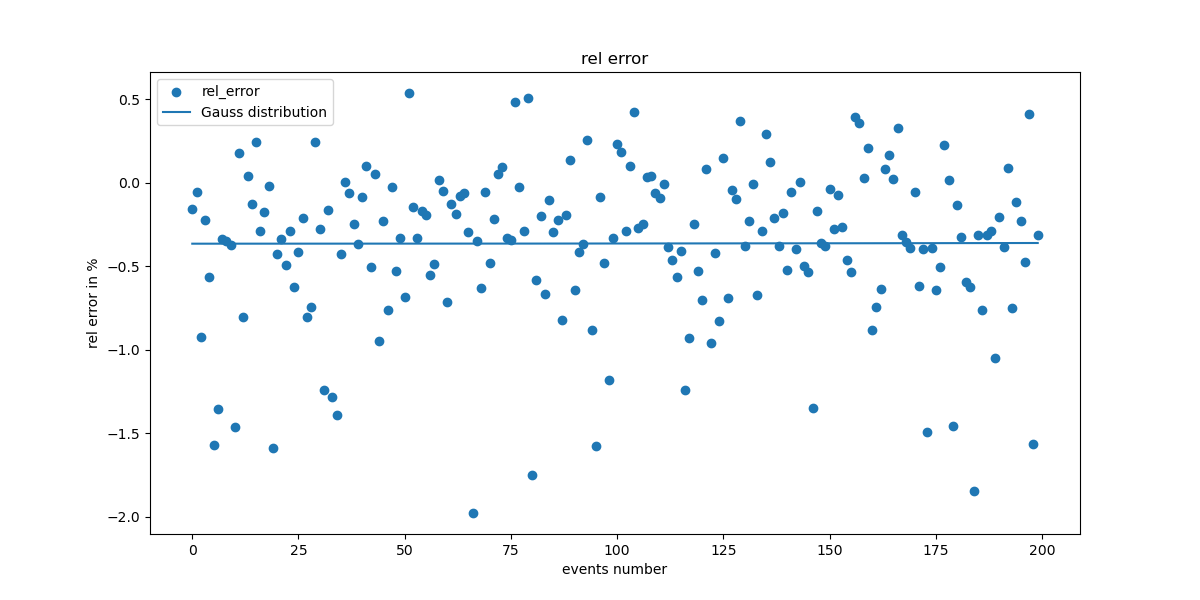 rel error
rel_error
Gauss distribution
0.5
0.0
−0.5
−1.0
−1.5
−2.0
rel error in %
0 25 50 75 100 125 150 175 200
events number